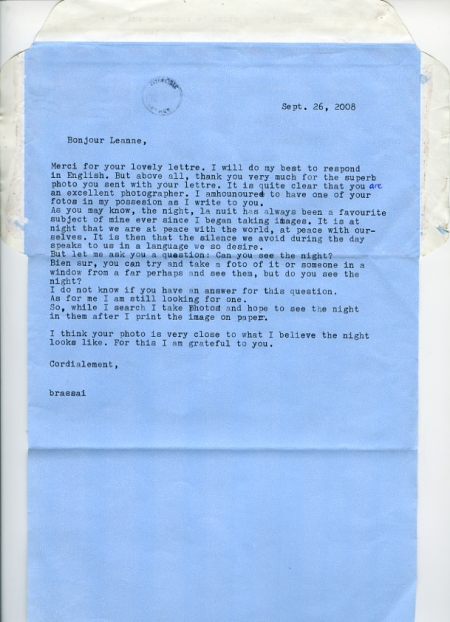 Sept. 26, 2008
Bonjour Leanne,
Merci for your lovely lettre. I will do my best to respond
in English. But above all, thank you very much for the superb
photo you sent with your lettre. It is quite clear that you are
an excellent photographer. I amhounoured to have one of your
fotos in my possesion as I write to you.
As you may know, the night, la nuit has always been a favourite
subject of mine ever since I began taking images. It is at
night that we are at peace with the world, at peace with our-
selves. It is then that the silence we avoid during the day
speaks to us in a language we so desire.
But let me ask you a question: Can you see the night?
Bien sur, you can try and take a foto of it or someone in a
window from a far perhaps and see them, but do you see the
night?
I do not know if you have an answer for this question.
As for me I am still looking for one.
So, while I search I take photos and hope to see the night
in them after I print the image on paper.
I think your photo is very close to what I believe the night
looks like. For this I am grateful to you.
Cordialement,
brassai